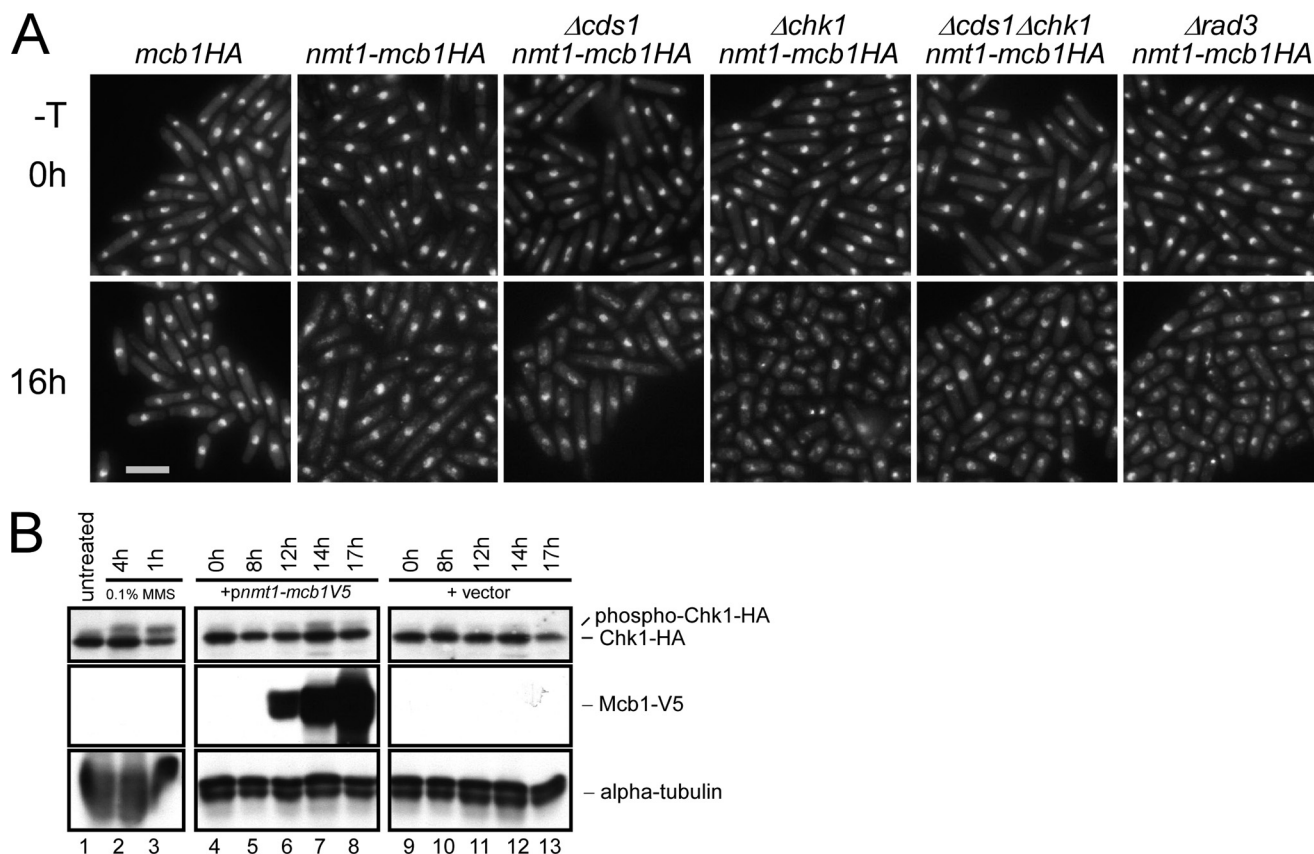 A
mcb1HA
nmt1-mcb1HA
Δcds1
nmt1-mcb1HA
Δchk1
nmt1-mcb1HA
Δcds1Δchk1
nmt1-mcb1HA
Δrad3
nmt1-mcb1HA
-T
0h
16h
B
untreated
4h
1h
0h
8h
12h
14h
17h
0h
8h
12h
14h
17h
0.1% MMS
+pnmt1-mcb1V5
+ vector
phospho-Chk1-HA
Chk1-HA
Mcb1-V5
alpha-tubulin
1 2 3 4 5 6 7 8 9 10 11 12 13